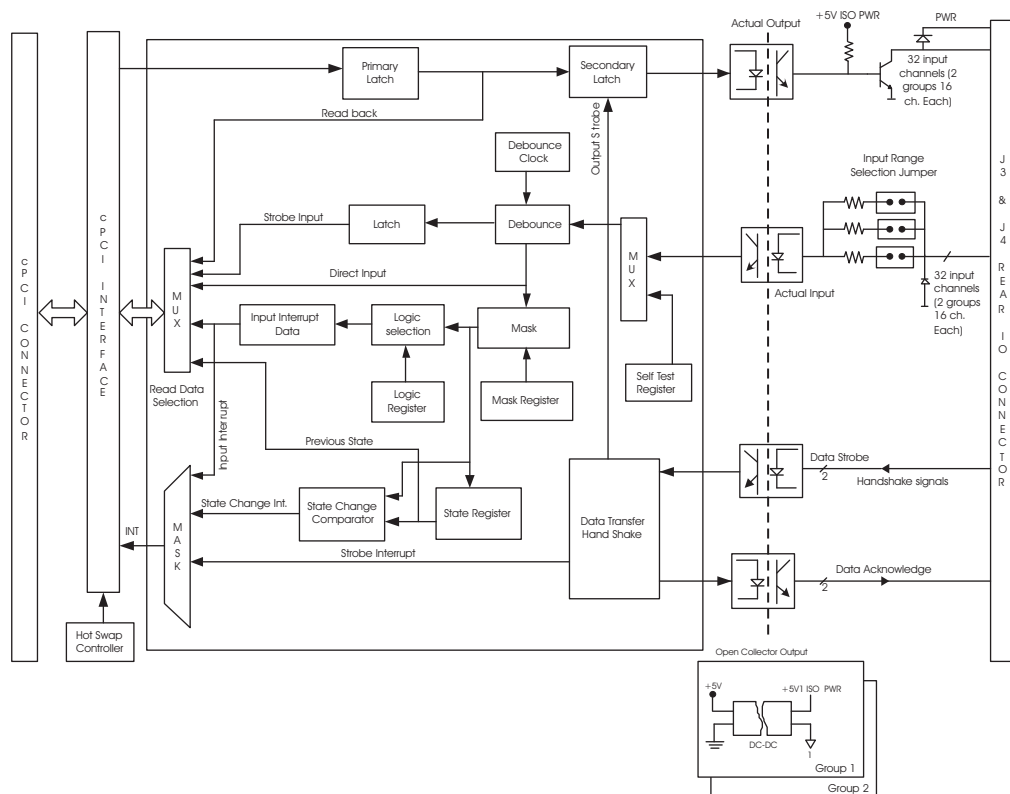 cPCI CONNECTOR
cPCI INTERFACE
Hot Swap
Controller
Primary
Latch
Secondary
Latch
Read back
Output S trobe
Debounce
Clock
Strobe Input
Latch
Debounce
MUX
Direct Input
MUX
Input Interrupt
Data
Logic
selection
Mask
Read Data
Selection
Logic
Register
Mask Register
Self Test
Register
Input Interrupt
Previous State
MASK
INT
State Change Int.
State Change
Comparator
State Register
Strobe Interrupt
Data Transfer
Hand Shake
Actual Output
+5V ISO PWR
PWR
32 input
channels (2
groups 16
ch. Each)
Input Range
Selection Jumper
Actual Input
32 input
channels (2
groups 16
ch. Each)
Data Strobe
2
Handshake signals
Data Acknowledge
2
J3 & J4 REAR IO CONNECTOR
Open Collector Output
+5V
+5V1 ISO PWR
DC-DC
1
Group 1
Group 2